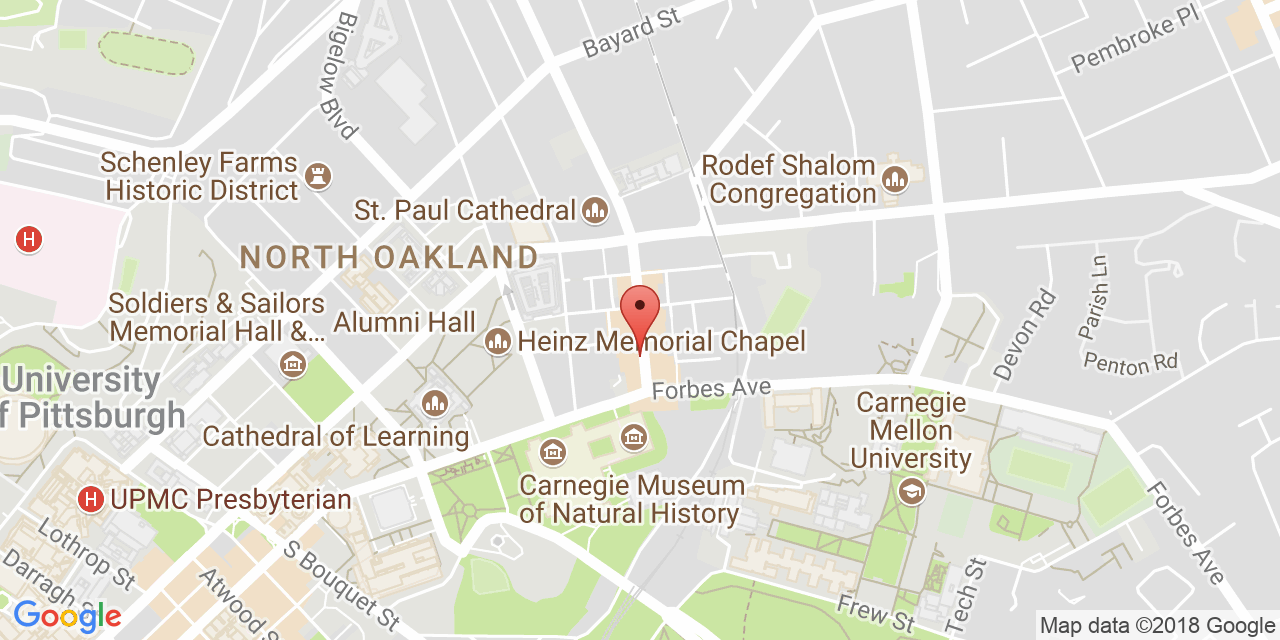 Bayard St
Pembroke Pl
Bigelow Blvd
Schenley Farms
Historic District
Rodef Shalom
Congregation
St. Paul Cathedral
NORTH OAKLAND
H
Soldiers & Sailors
Memorial Hall &...
Alumni Hall
Heinz Memorial Chapel
Parish Ln
Devon Rd
Penton Rd
University
of Pittsburgh
Forbes Ave
Cathedral of Learning
Carnegie
Mellon
University
Carnegie Museum
of Natural History
H
UPMC Presbyterian
Forbes Ave
Lothrop St
Darragh S
S Bouquet St
Atwood S
Tech St
Frew St
Google
Map data ©2018 Google